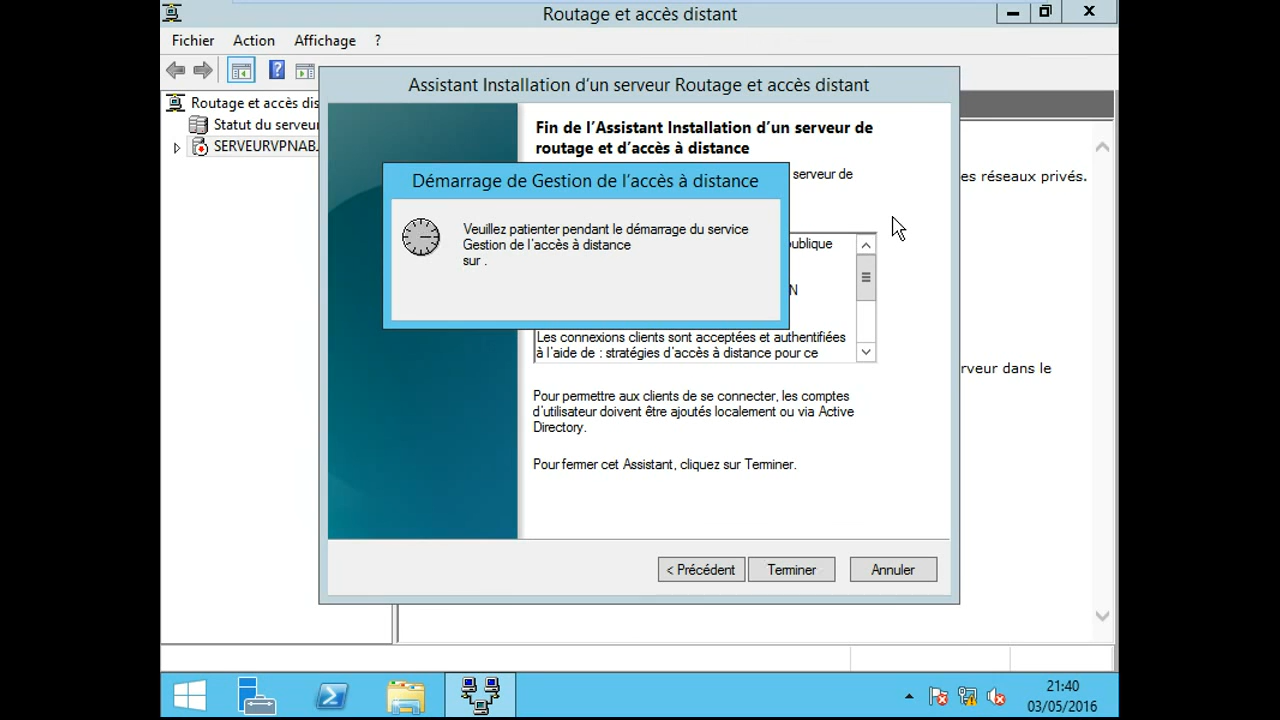 Routage et accès distant
Fichier Action Affichage ?
Assistant Installation d'un serveur Routage et accès distant
Routage et accès dis
Statut du serveur
SERVEURVPNAB.
Fin de l'Assistant Installation d'un serveur de
routage et d'accès à distance
serveur de
es réseaux privés.
Démarrage de Gestion de l'accès à distance
Veuillez patienter pendant le démarrage du service
Gestion de l'accès à distance
sur .
ublique
N
Les connexions clients sont acceptées et authentifiées
à l'aide de : stratégies d'accès à distance pour ce
rveur dans le
Pour permettre aux clients de se connecter, les comptes
d'utilisateur doivent être ajoutés localement ou via Active
Directory.
Pour fermer cet Assistant, cliquez sur Terminer.
< Précédent Terminer Annuler
21:40
03/05/2016